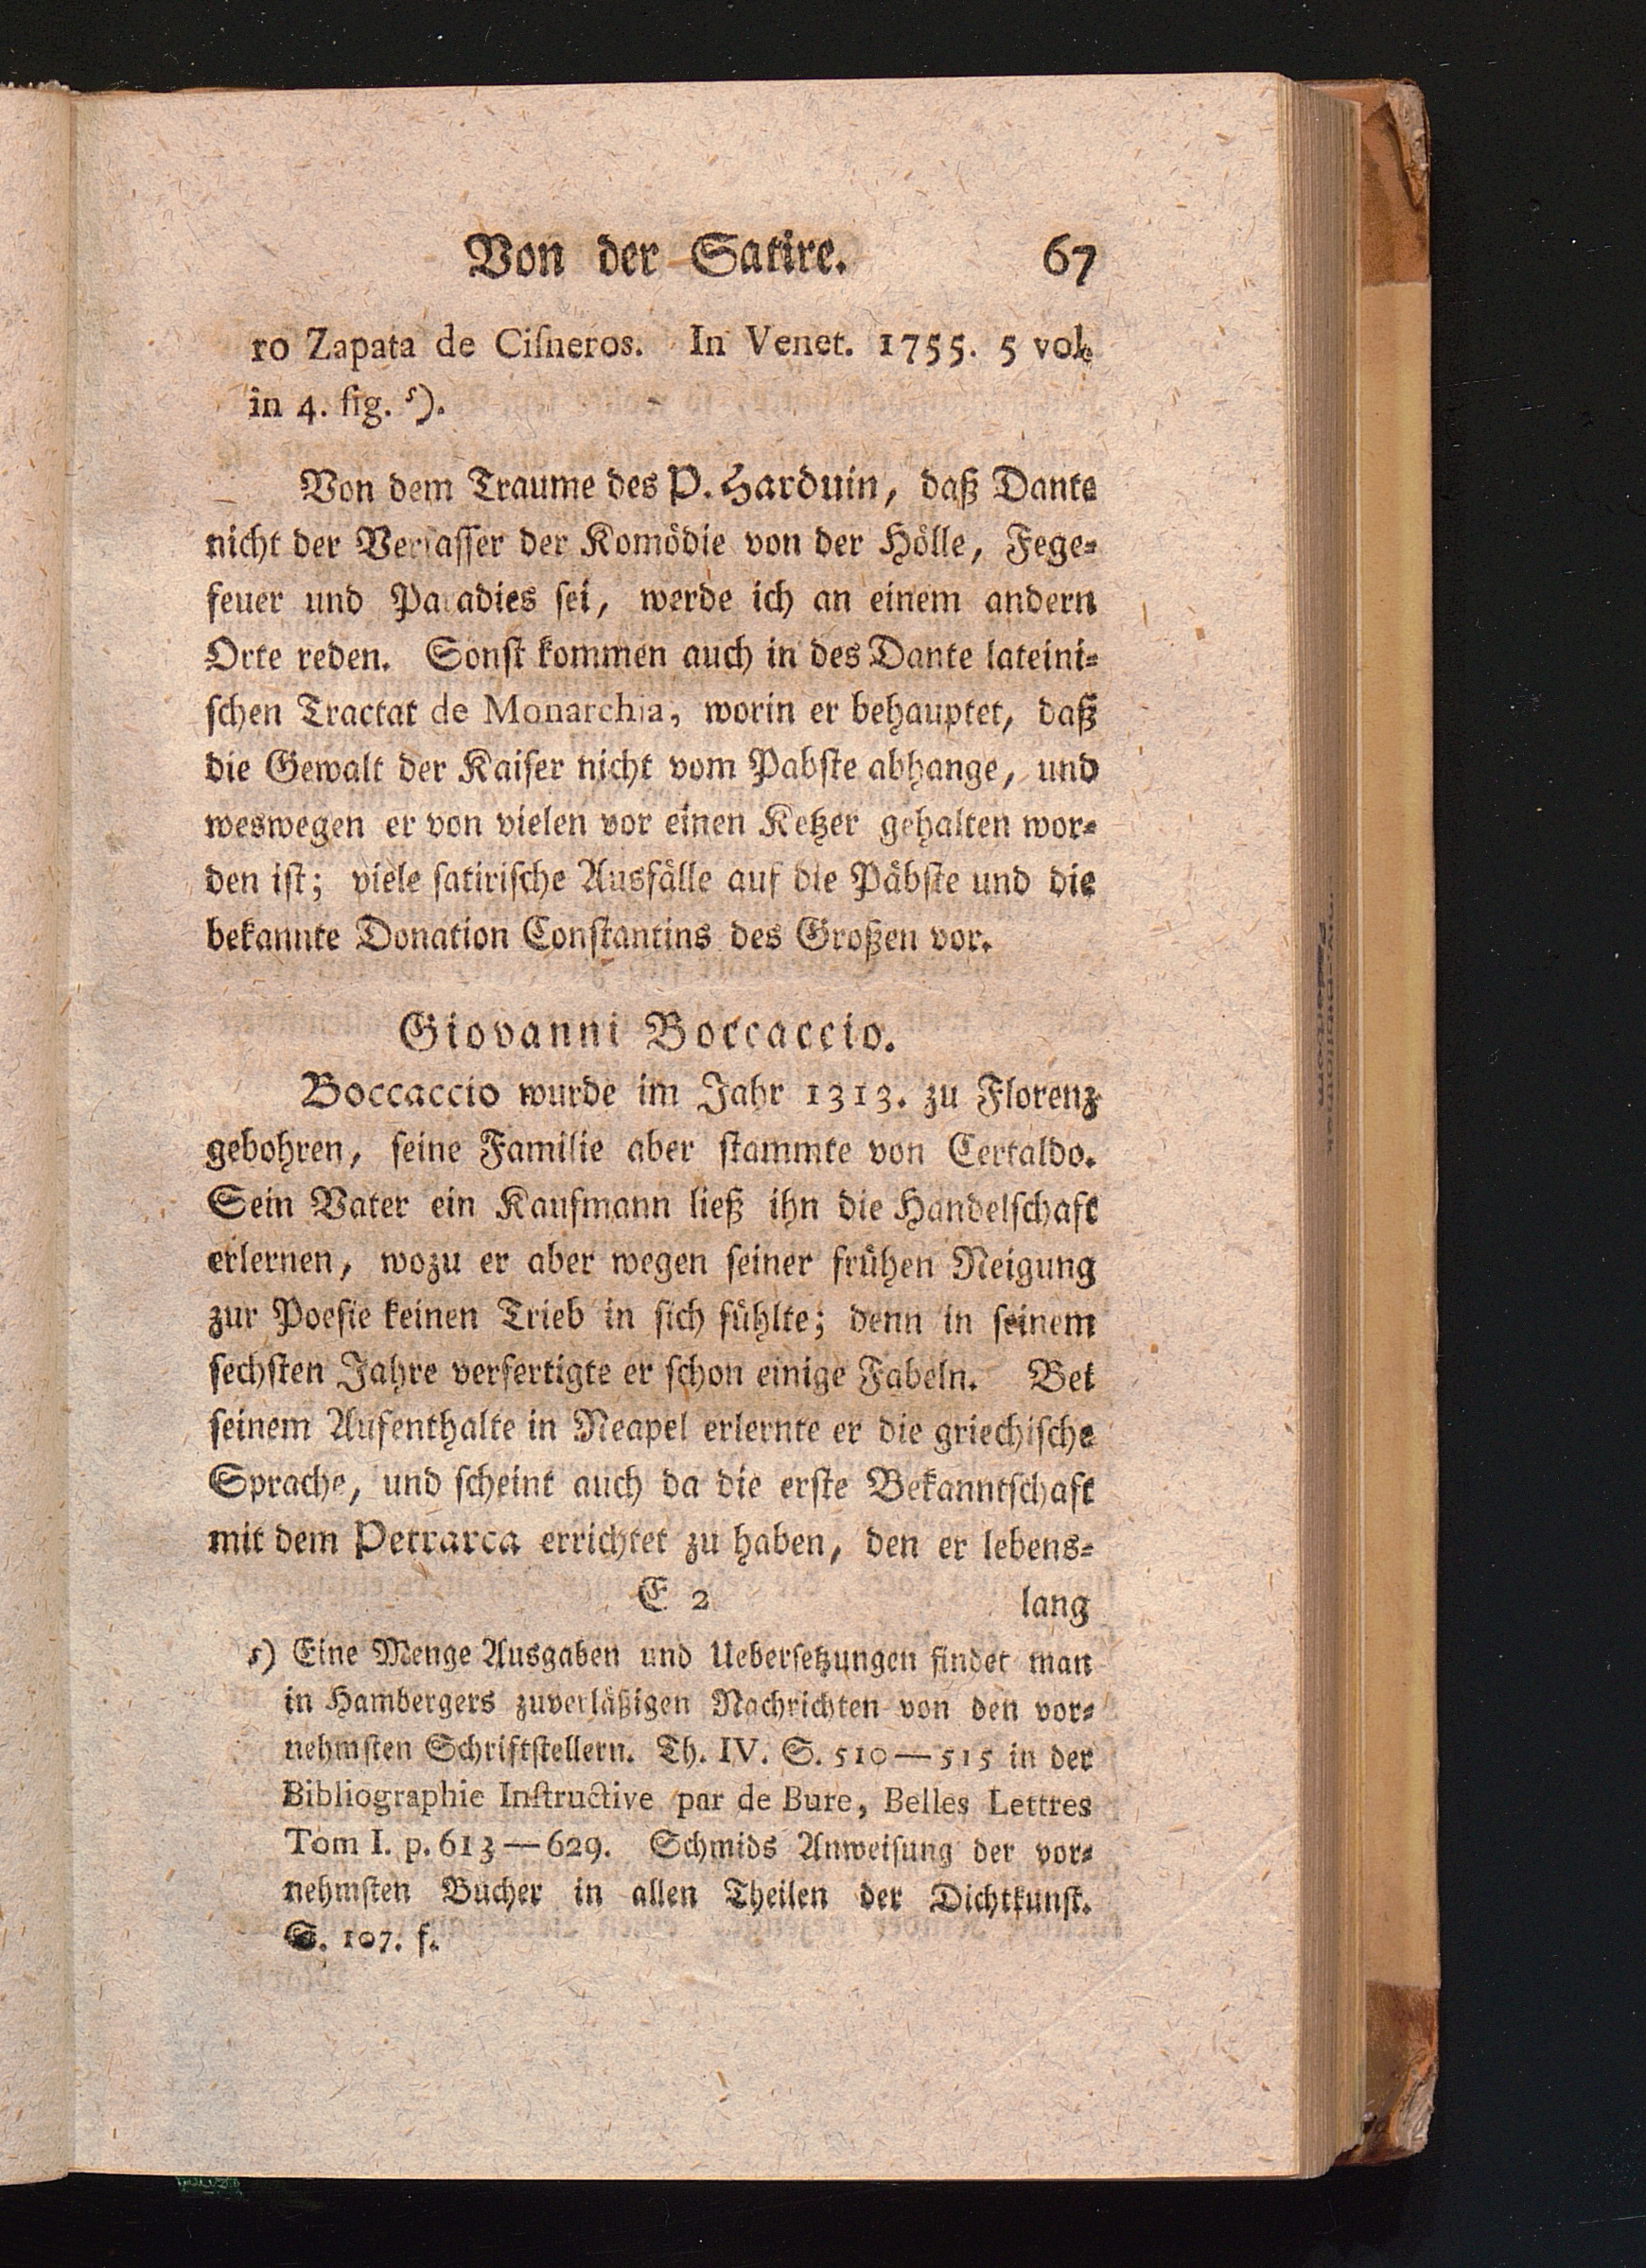 Von der Satire. 67
ro Zapata de Ciſneros. In Venet. 1755. 5 vol.
in 4. fig. ˢ).
Von dem Traume des P. Harduin, daß Dante
nicht der Verfaſſer der Komödie von der Hölle, Fege⸗
feuer und Paradies ſei, werde ich an einem andern
Orte reden. Sonſt kommen auch in des Dante lateini⸗
ſchen Tractat de Monarchia, worin er behauptet, daß
die Gewalt der Kaiſer nicht vom Pabſte abhange, und
weswegen er von vielen vor einen Ketzer gehalten wor⸗
den iſt; viele ſatiriſche Ausfälle auf die Päbſte und die
bekannte Donation Conſtantins des Großen vor.
Giovanni Boccaccio.
Boccaccio wurde im Jahr 1313. zu Florenz
gebohren, ſeine Familie aber ſtammte von Certaldo.
Sein Vater ein Kaufmann ließ ihn die Handelſchaft
erlernen, wozu er aber wegen ſeiner frühen Neigung
zur Poeſie keinen Trieb in ſich fühlte; denn in ſeinem
ſechſten Jahre verfertigte er ſchon einige Fabeln. Bei
ſeinem Aufenthalte in Neapel erlernte er die griechiſche
Sprache, und ſcheint auch da die erſte Bekanntſchaft
mit dem Petrarca errichtet zu haben, den er lebens⸗
E 2 lang
s) Eine Menge Ausgaben und Ueberſetzungen findet man
in Hambergers zuverläßigen Nachrichten von den vor⸗
nehmſten Schriftſtellern. Th. IV. S. 510—515 in der
Bibliographie Inſtructive par de Bure, Belles Lettres
Tom I. p. 613—629. Schmids Anweiſung der vor⸗
nehmſten Bücher in allen Theilen der Dichtkunſt.
S. 107. f.